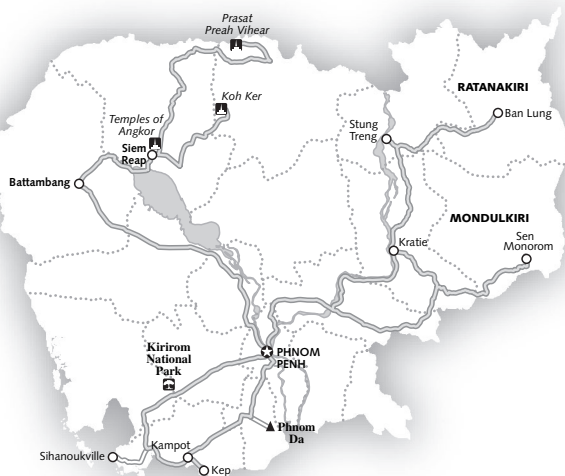 Prasat
Preah Vihear
Koh Ker
RATANAKIRI
Ban Lung
Temples of
Angkor
Stung
Treng
Siem
Reap
Battambang
MONDULKIRI
Sen
Monorom
Kratie
PHNOM
PENH
Kirirom
National
Park
Phnom
Da
Kampot
Sihanoukville
Kep